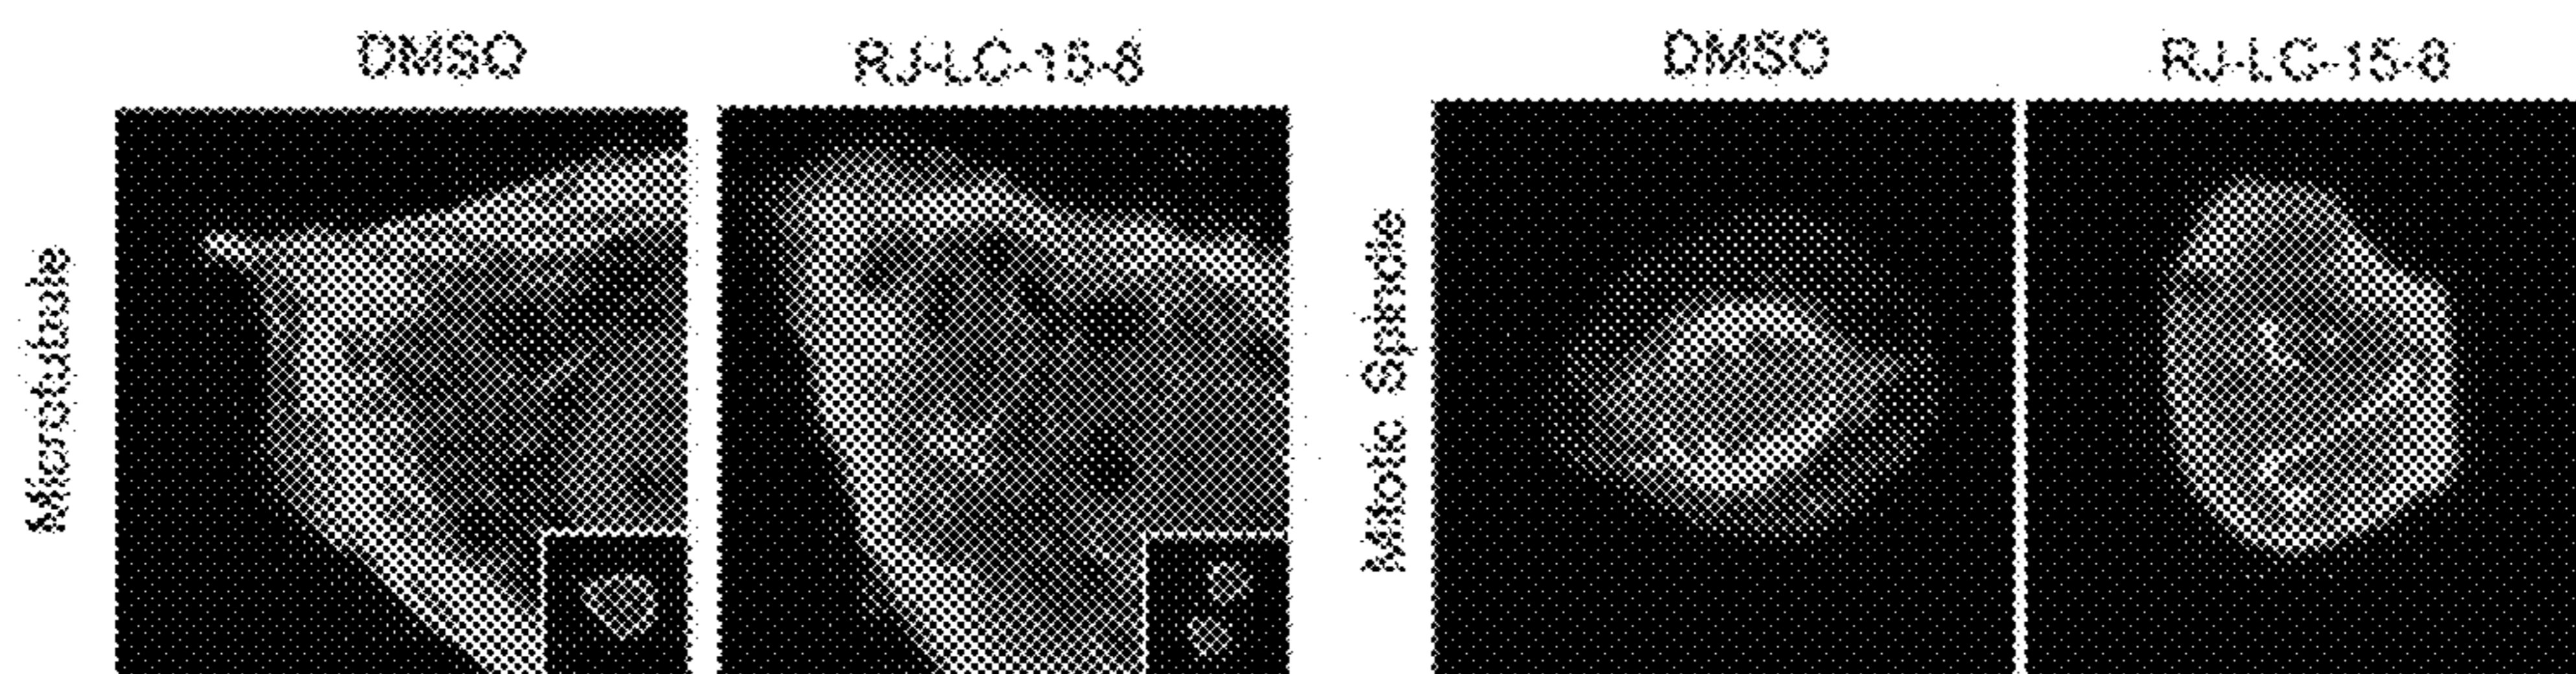 DMSO
RJ-LC-15-8
DMSO
RJ-LC-15-8
Microtubule
Mitotic Spindle